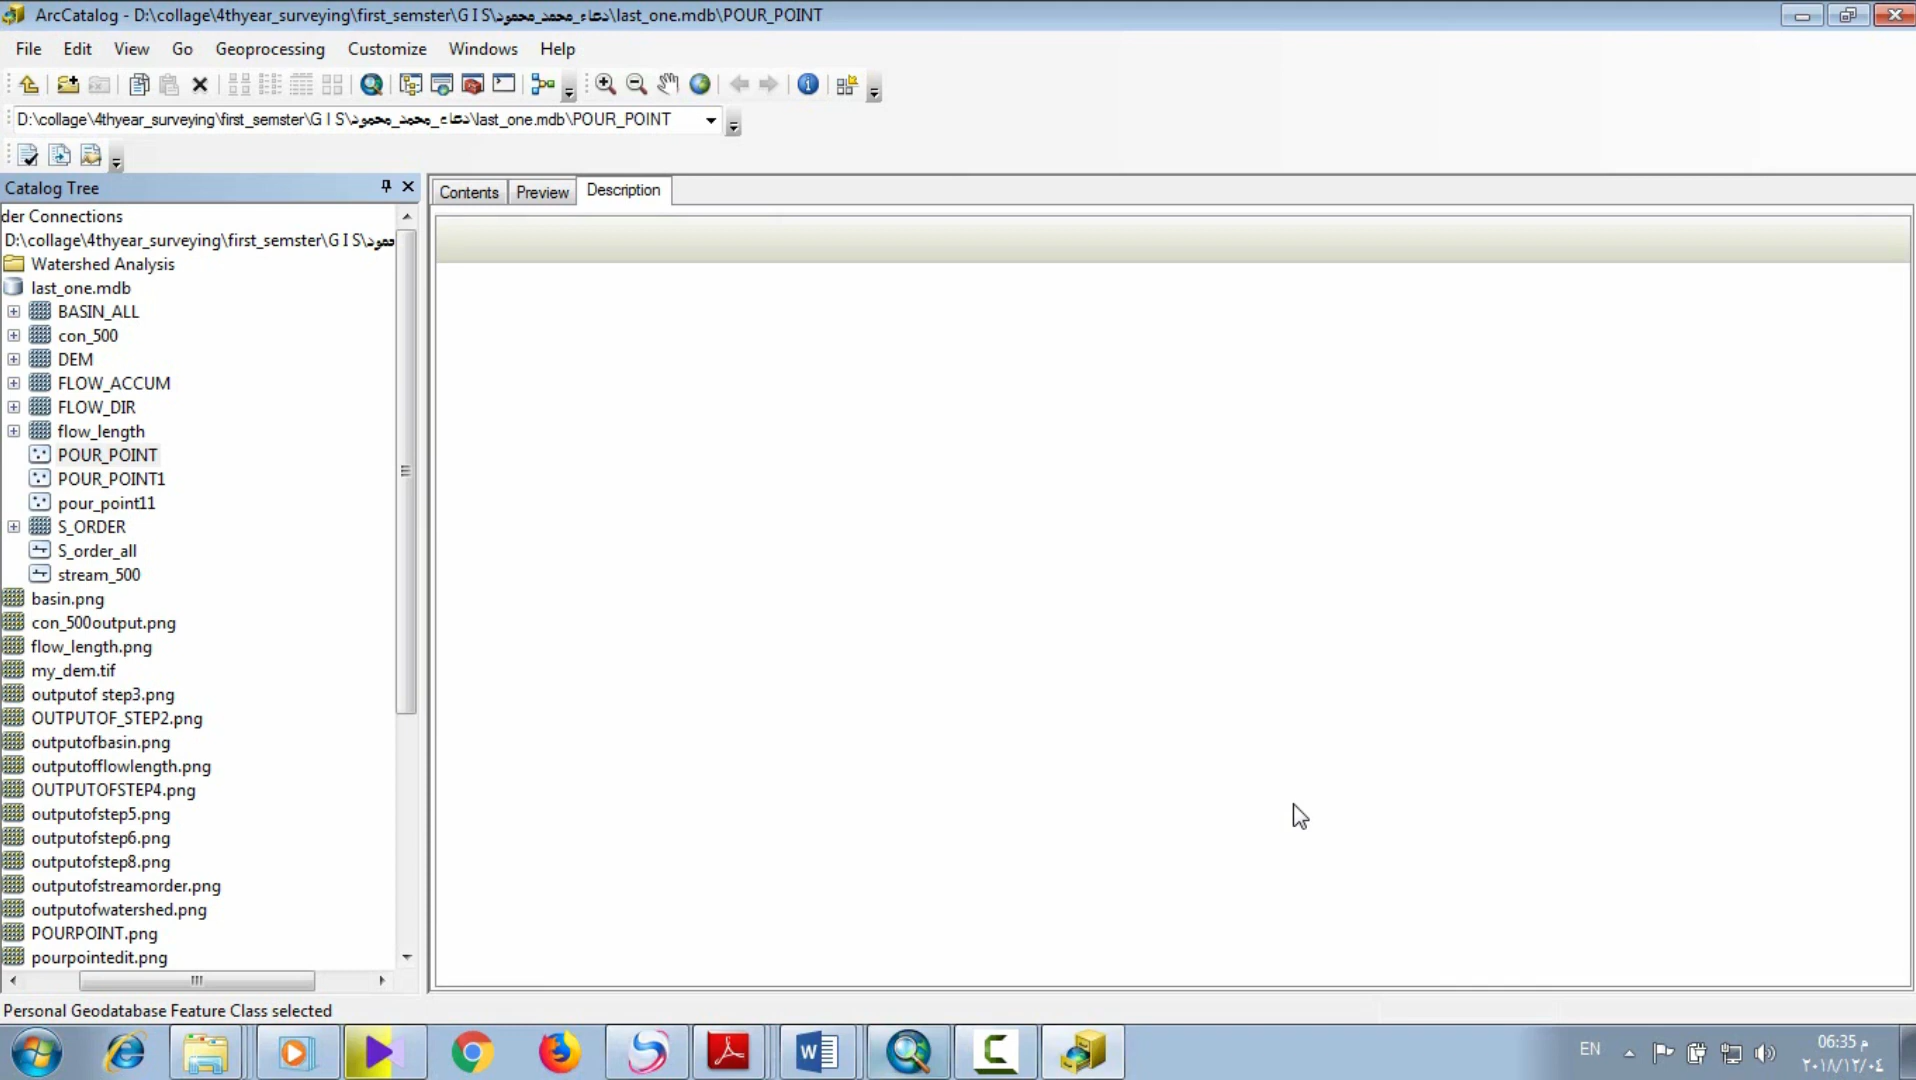 ArcCatalog - D:\collage\4thyear_surveying\first_semster\G I S\دعاء_محمد_محمود\last_one.mdb\POUR_POINT
File Edit View Go Geoprocessing Customize Windows Help
D:\collage\4thyear_surveying\first_semster\G I S\دعاء_محمد_محمود\last_one.mdb\POUR_POINT
Catalog Tree
Contents Preview Description
der Connections
D:\collage\4thyear_surveying\first_semster\G I S\حمود
Watershed Analysis
last_one.mdb
BASIN_ALL
con_500
DEM
FLOW_ACCUM
FLOW_DIR
flow_length
POUR_POINT
POUR_POINT1
pour_point11
S_ORDER
S_order_all
stream_500
basin.png
con_500output.png
flow_length.png
my_dem.tif
outputof step3.png
OUTPUTOF_STEP2.png
outputofbasin.png
outputofflowlength.png
OUTPUTOFSTEP4.png
outputofstep5.png
outputofstep6.png
outputofstep8.png
outputofstreamorder.png
outputofwatershed.png
POURPOINT.png
pourpointedit.png
Personal Geodatabase Feature Class selected
EN
06:35 م
٢٠١٨/١٢/٠٤